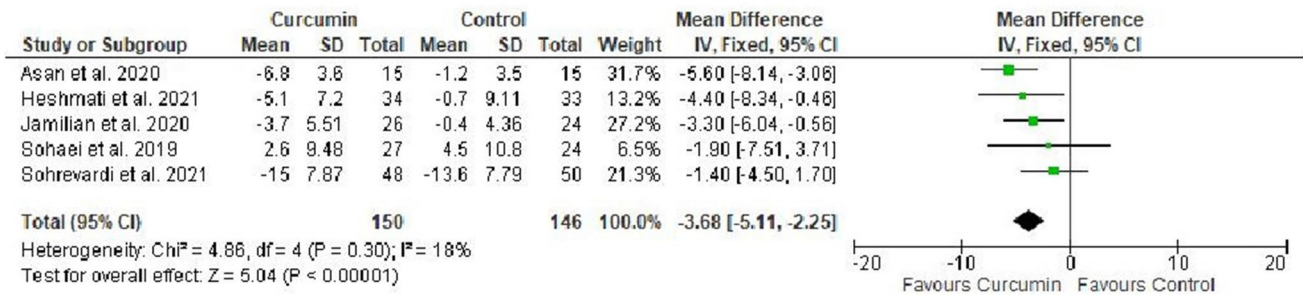 Curcumin Control Mean Difference Mean Difference
Study or Subgroup Mean SD Total Mean SD Total Weight IV, Fixed, 95% CI IV, Fixed, 95% CI
Asan et al. 2020 -6.8 3.6 15 -1.2 3.5 15 31.7% -5.60 [-8.14, -3.06]
Heshmati et al. 2021 -5.1 7.2 34 -0.7 9.11 33 13.2% -4.40 [-8.34, -0.46]
Jamilian et al. 2020 -3.7 5.51 26 -0.4 4.36 24 27.2% -3.30 [-6.04, -0.56]
Sohaei et al. 2019 2.6 9.48 27 4.5 10.8 24 6.5% -1.90 [-7.51, 3.71]
Sohrevardi et al. 2021 -15 7.87 48 -13.6 7.79 50 21.3% -1.40 [-4.50, 1.70]
Total (95% CI) 150 146 100.0% -3.68 [-5.11, -2.25]
Heterogeneity: Chi² = 4.86, df = 4 (P = 0.30); I² = 18%
Test for overall effect: Z = 5.04 (P < 0.00001)
-20 -10 0 10 20
Favours Curcumin Favours Control